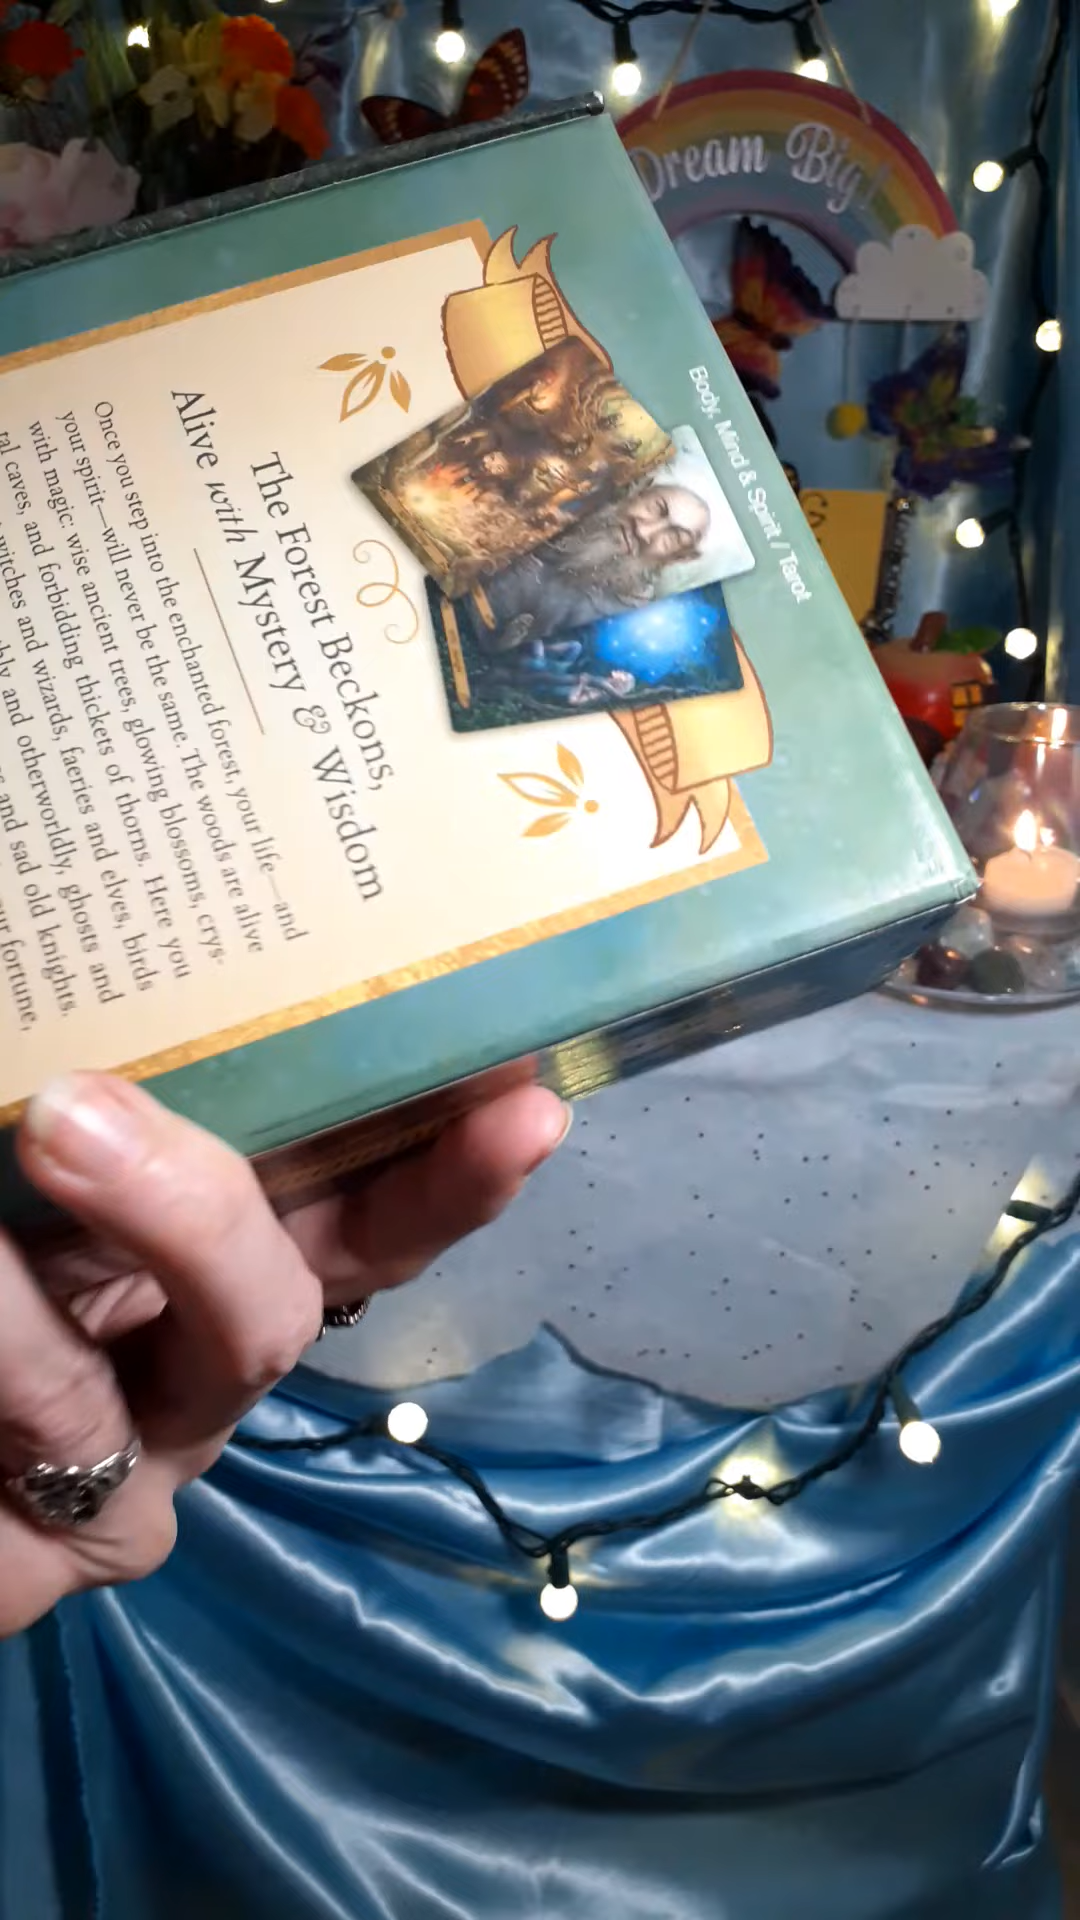 Dream Big!
Body, Mind & Spirit / Tarot
The Forest Beckons,
Alive with Mystery & Wisdom
Once you step into the enchanted forest, your life—and
your spirit—will never be the same. The woods are alive
with magic: wise ancient trees, glowing blossoms, crys-
tal caves, and forbidding thickets of thorns. Here you
witches and wizards, faeries and elves, birds
and otherworldly, ghosts and
and sad old knights.
fortune,